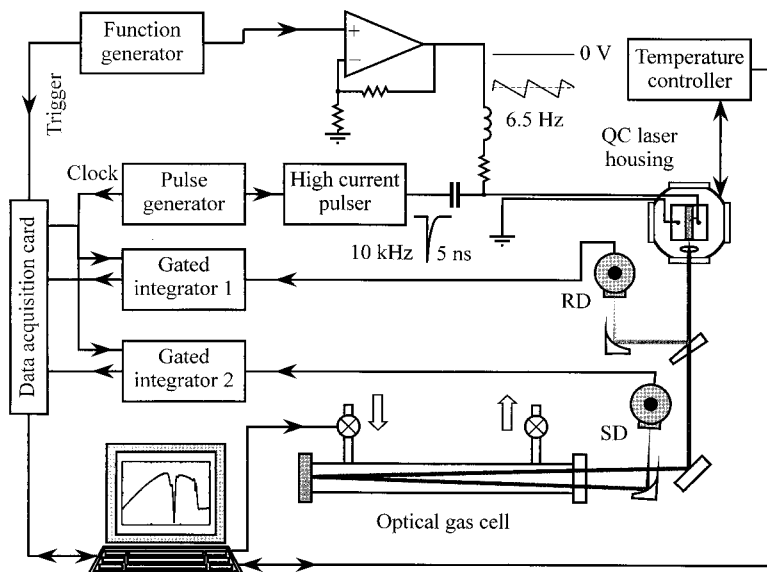 Function
generator
+
−
0 V
6.5 Hz
Temperature
controller
Trigger
QC laser
housing
Clock
Pulse
generator
High current
pulser
10 kHz
5 ns
Data acquisition card
Gated
integrator 1
RD
Gated
integrator 2
SD
Optical gas cell